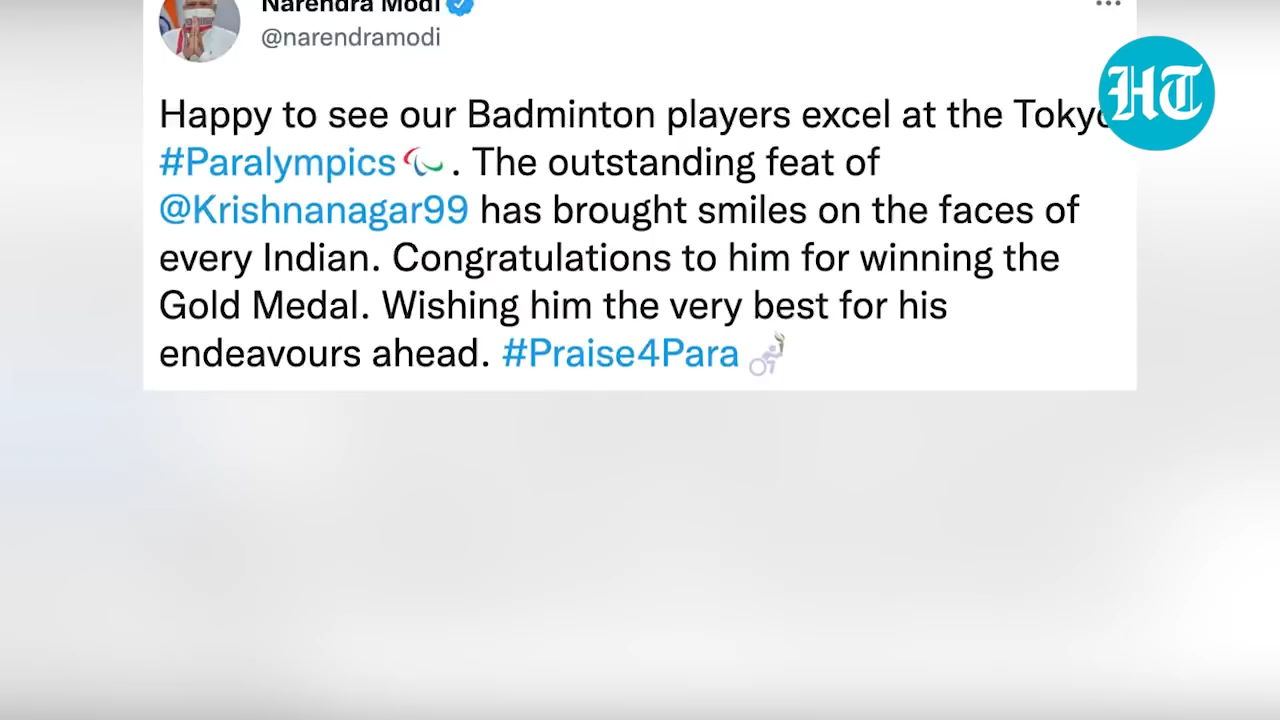 Narendra Modi
@narendramodi
HT
Happy to see our Badminton players excel at the Tokyo
#Paralympics . The outstanding feat of
@Krishnanagar99 has brought smiles on the faces of
every Indian. Congratulations to him for winning the
Gold Medal. Wishing him the very best for his
endeavours ahead. #Praise4Para